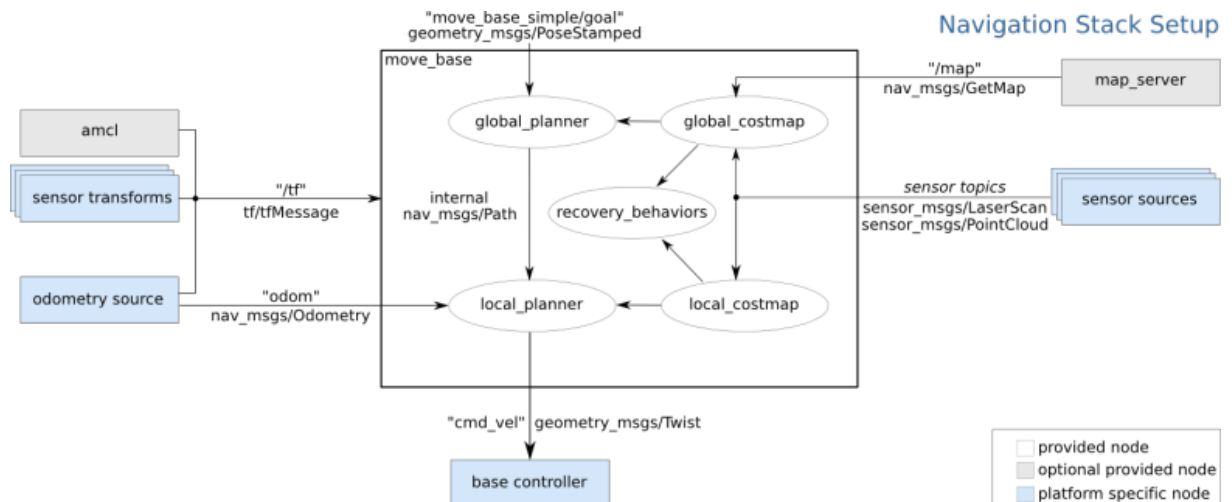 Navigation Stack Setup
"move_base_simple/goal"
geometry_msgs/PoseStamped
move_base
"/map"
nav_msgs/GetMap
map_server
amcl
global_planner
global_costmap
sensor transforms
"/tf"
tf/tfMessage
internal
nav_msgs/Path
recovery_behaviors
sensor topics
sensor_msgs/LaserScan
sensor_msgs/PointCloud
sensor sources
odometry source
"odom"
nav_msgs/Odometry
local_planner
local_costmap
"cmd_vel" geometry_msgs/Twist
base controller
provided node
optional provided node
platform specific node